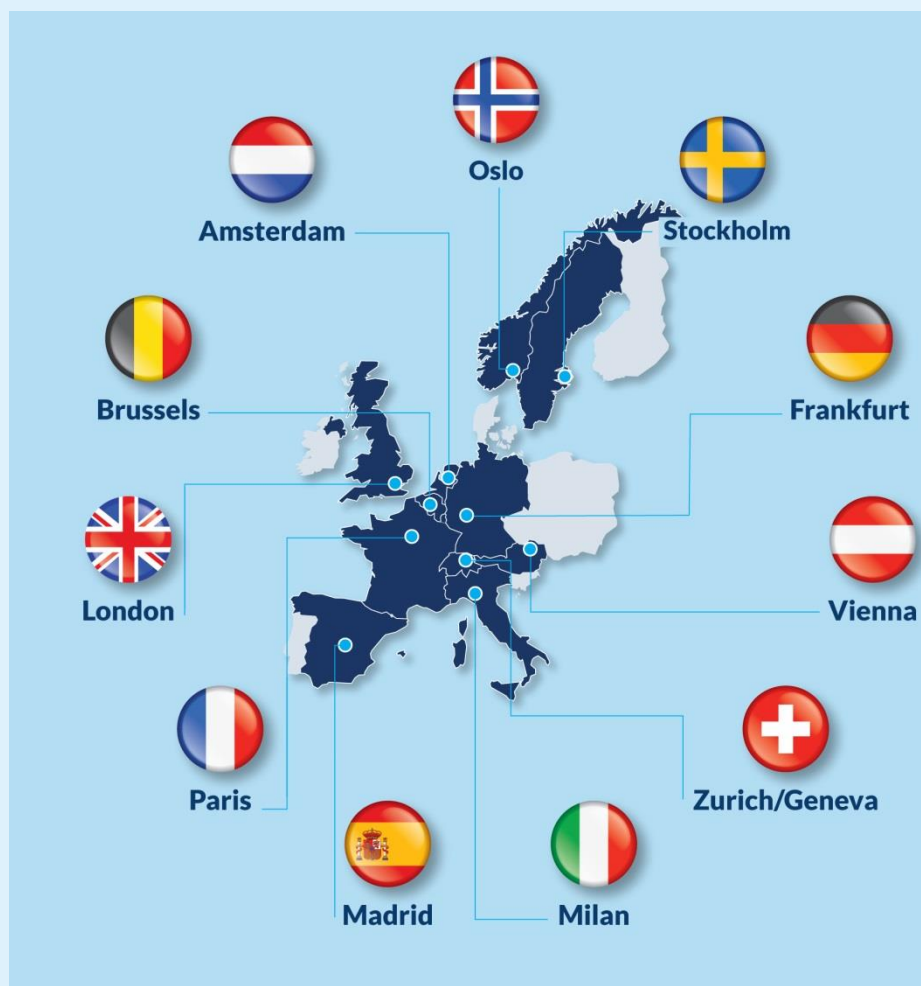 Oslo
Amsterdam
Stockholm
Brussels
Frankfurt
London
Vienna
Paris
Zurich/Geneva
Madrid
Milan